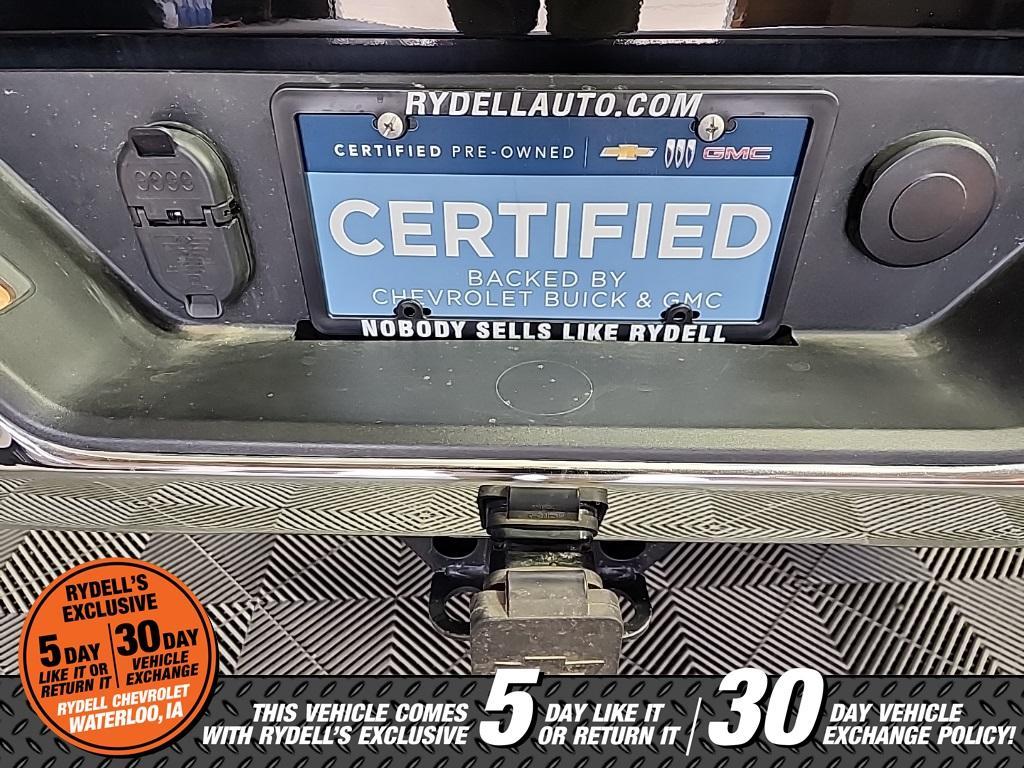 RYDELLAUTO.COM
CERTIFIED PRE-OWNED GMC
CERTIFIED
BACKED BY
CHEVROLET BUICK & GMC
NOBODY SELLS LIKE RYDELL
RYDELL'S
EXCLUSIVE
5 DAY
LIKE IT OR
RETURN IT
30 DAY
VEHICLE
EXCHANGE
RYDELL CHEVROLET
WATERLOO, IA
THIS VEHICLE COMES
WITH RYDELL'S EXCLUSIVE
5 DAY LIKE IT
OR RETURN IT
30 DAY VEHICLE
EXCHANGE POLICY!